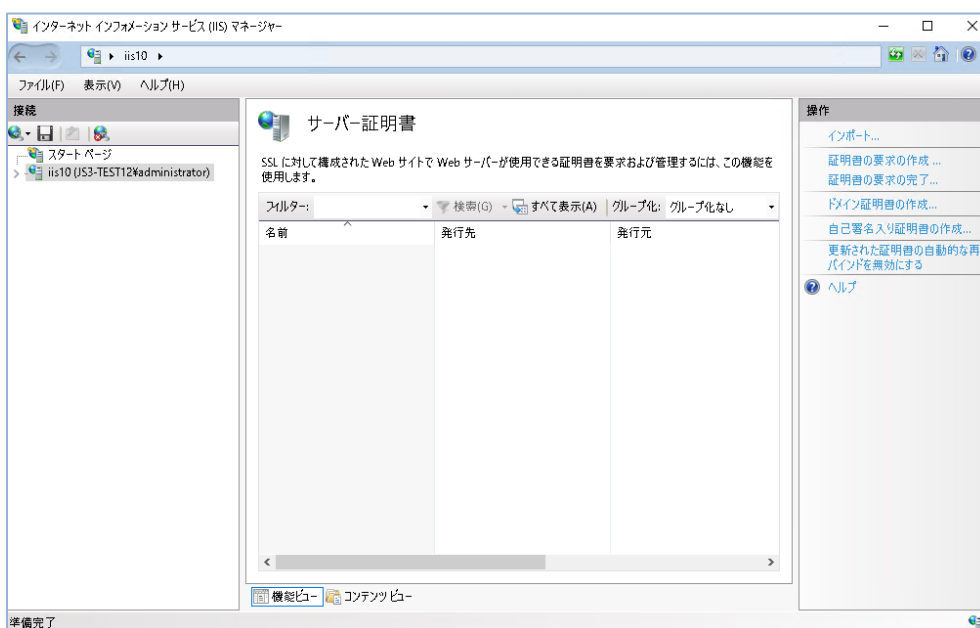 インターネット インフォメーション サービス (IIS) マネージャー
iis10
ファイル(F) 表示(V) ヘルプ(H)
接続
スタート ページ
iis10 (JS3-TEST12¥administrator)
サーバー証明書
SSL に対して構成された Web サイトで Web サーバーが使用できる証明書を要求および管理するには、この機能を
使用します。
フィルター: 検索(G) すべて表示(A) グループ化: グループ化なし
名前 発行先 発行元
機能ビュー コンテンツ ビュー
操作
インポート...
証明書の要求の作成 ...
証明書の要求の完了...
ドメイン証明書の作成...
自己署名入り証明書の作成...
更新された証明書の自動的な再
バインドを無効にする
ヘルプ
準備完了